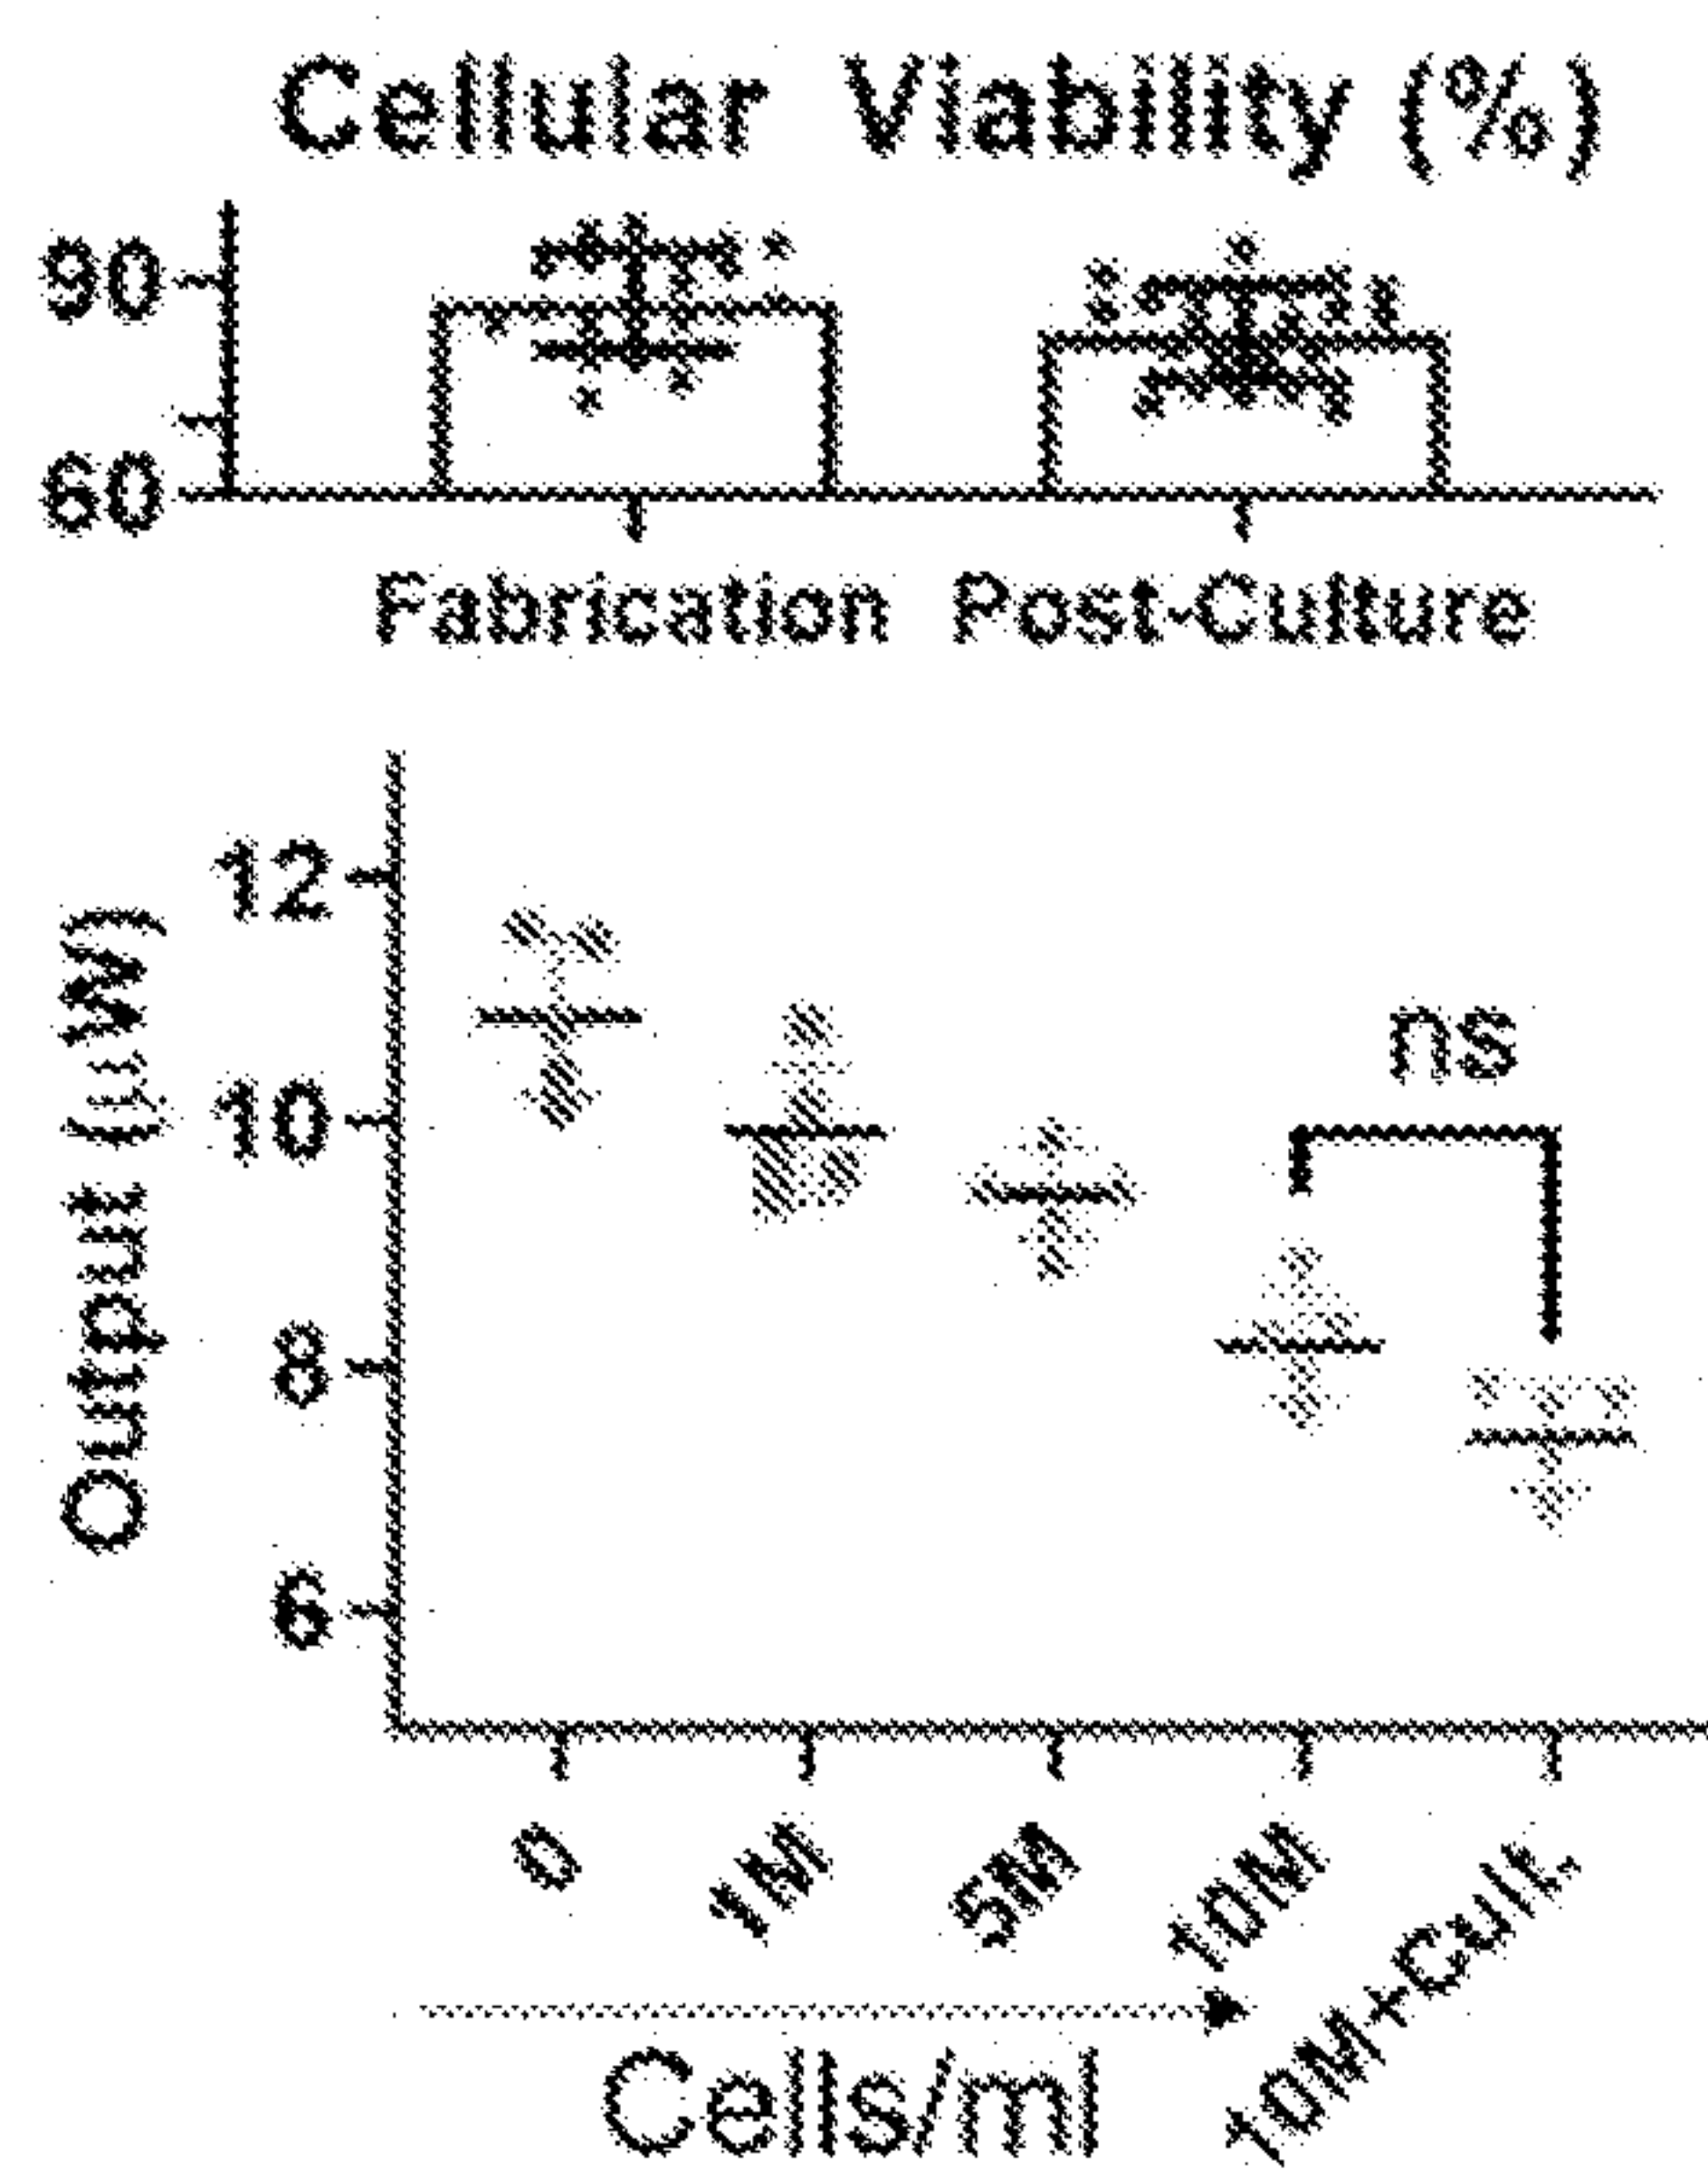 Cellular Viability (%)
90
60
Fabrication Post-Culture
Output (µW)
12
10
8
6
ns
0 1M 5M 10M 10M+Cult.
Cells/ml